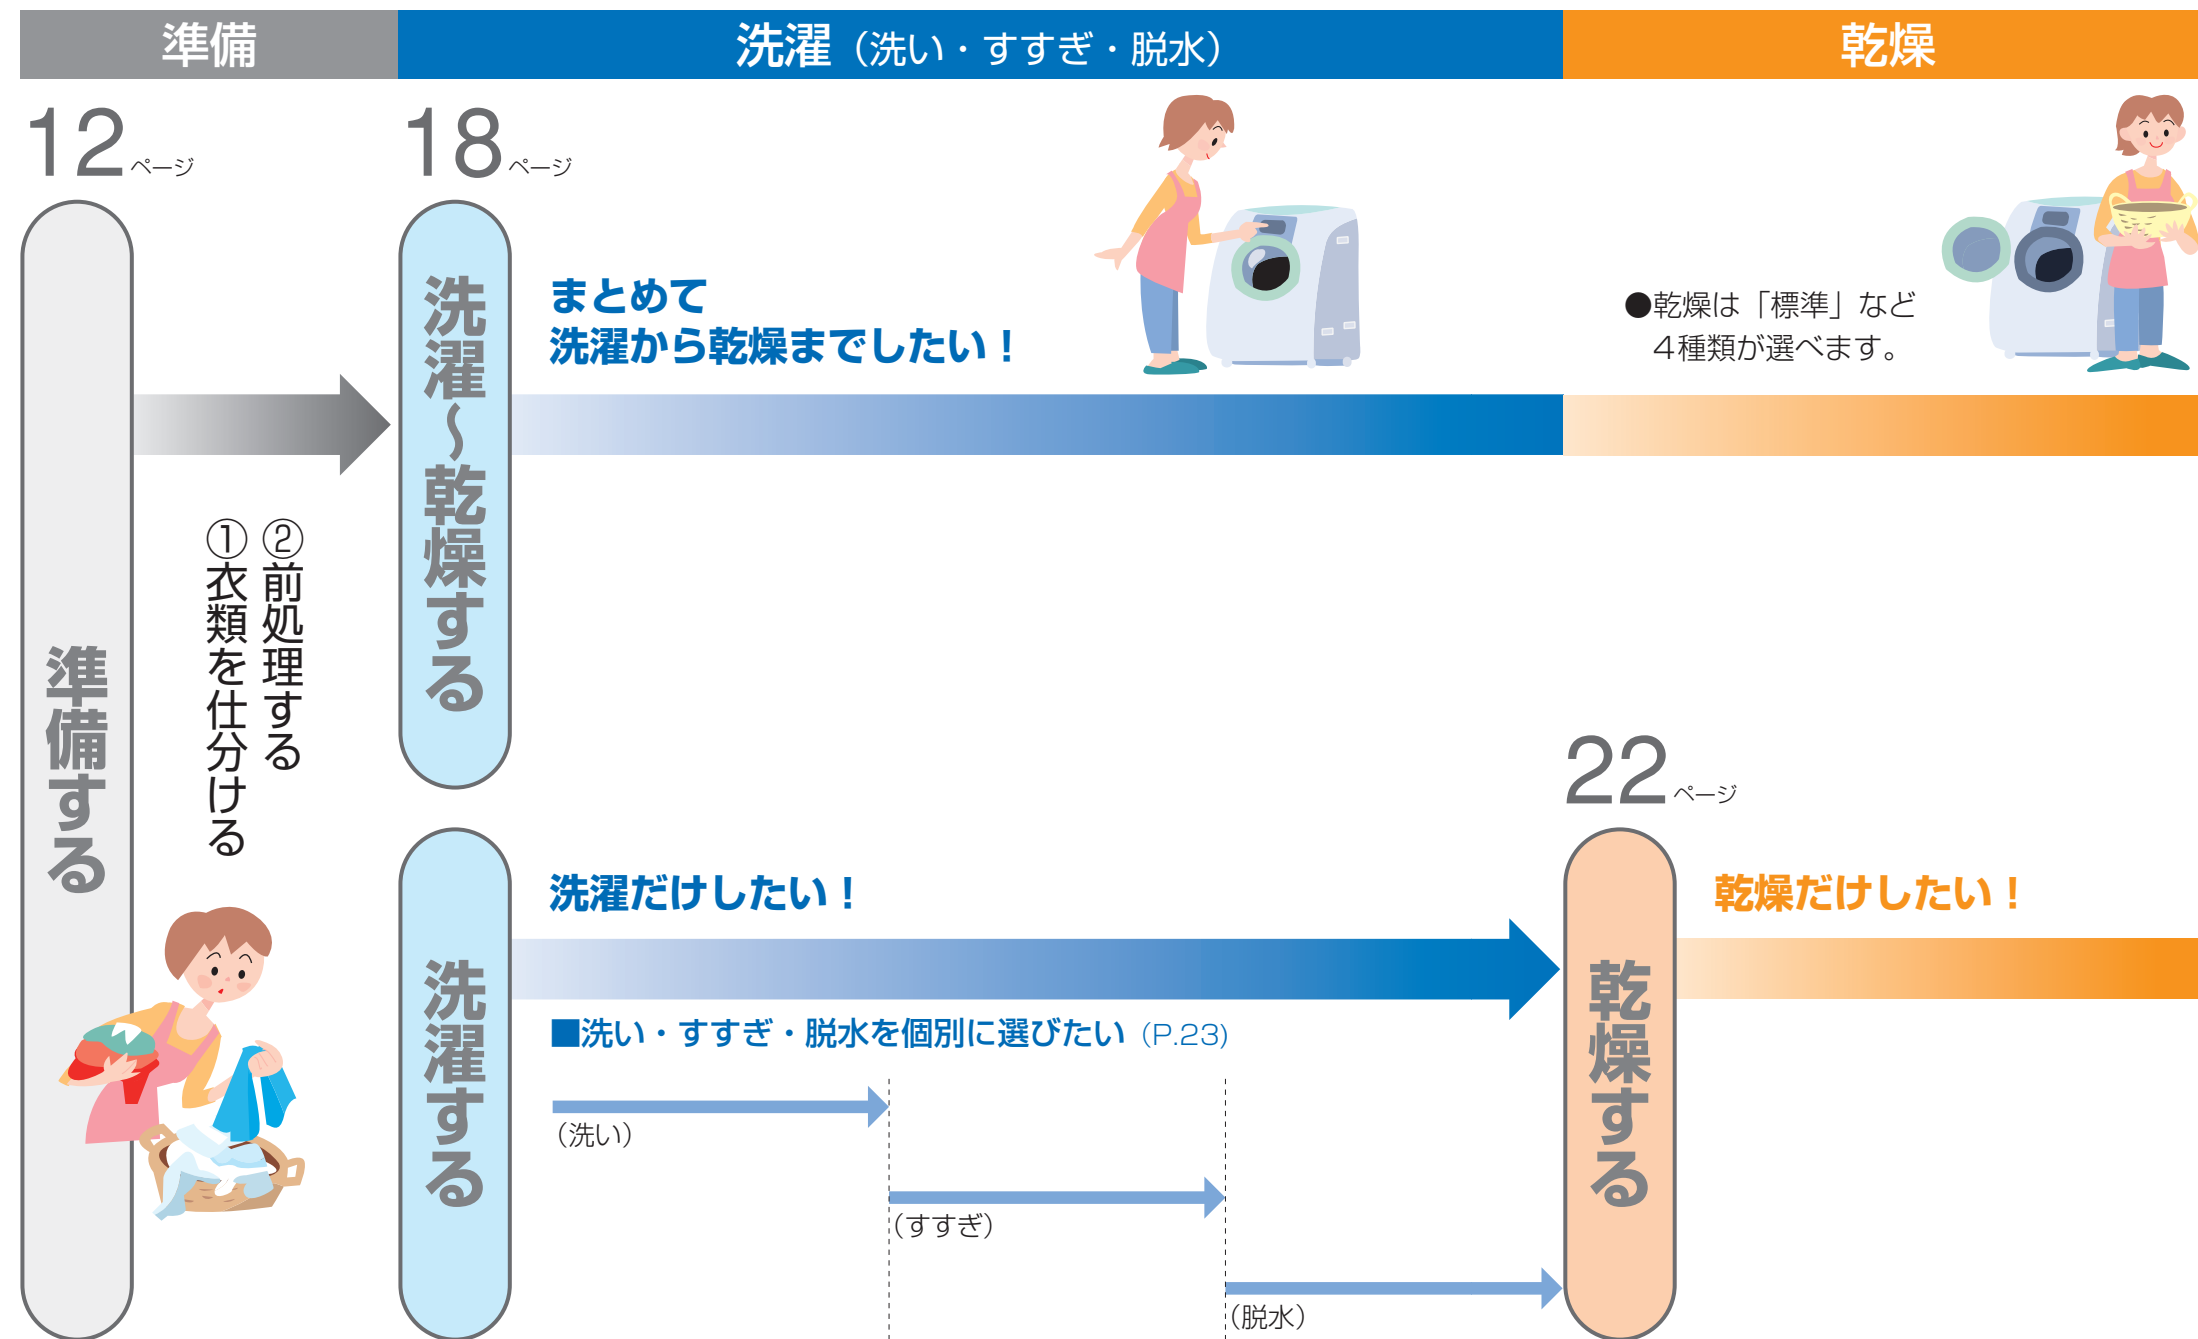 準備
洗濯（洗い・すすぎ・脱水）
乾燥
12ページ
18ページ
準備する
①衣類を仕分ける
②前処理する
洗濯～乾燥する
まとめて
洗濯から乾燥までしたい！
●乾燥は「標準」など
４種類が選べます。
洗濯する
洗濯だけしたい！
■洗い・すすぎ・脱水を個別に選びたい（P.23）
（洗い）
（すすぎ）
（脱水）
22ページ
乾燥する
乾燥だけしたい！